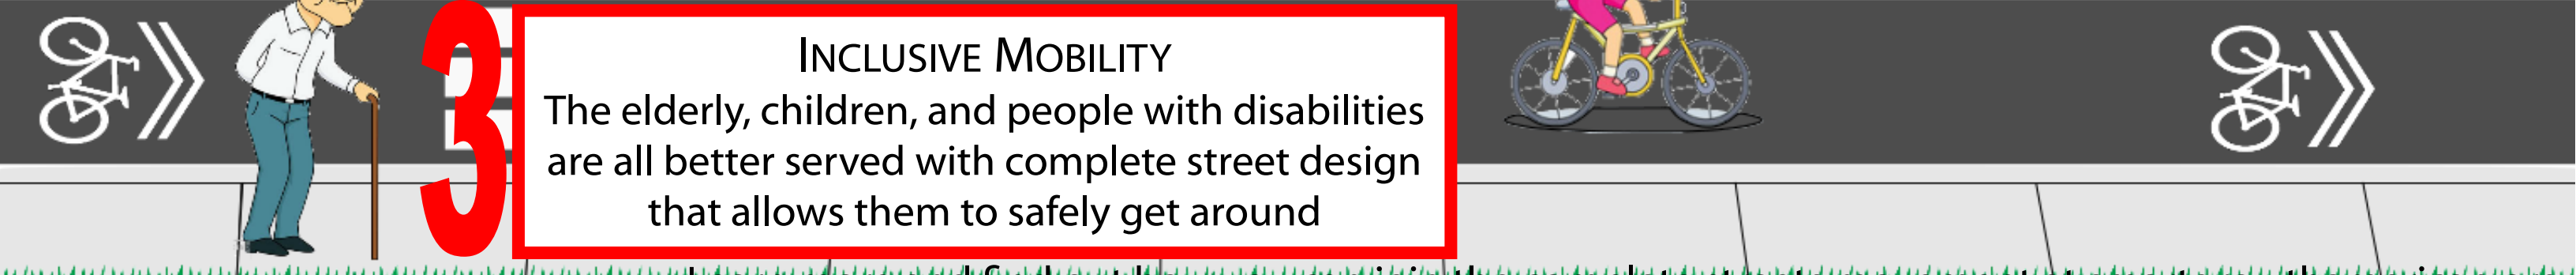 3
INCLUSIVE MOBILITY
The elderly, children, and people with disabilities
are all better served with complete street design
that allows them to safely get around